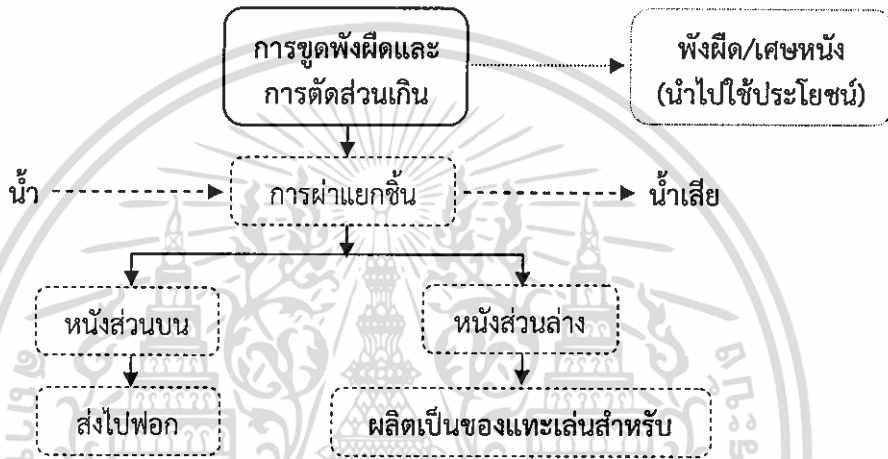 การขูดพังผืดและ
การตัดส่วนเกิน
พังผืด/เศษหนัง
(นำไปใช้ประโยชน์)
น้ำ
การผ่าแยกชิ้น
น้ำเสีย
หนังส่วนบน
หนังส่วนล่าง
ส่งไปฟอก
ผลิตเป็นของแทะเล่นสำหรับ